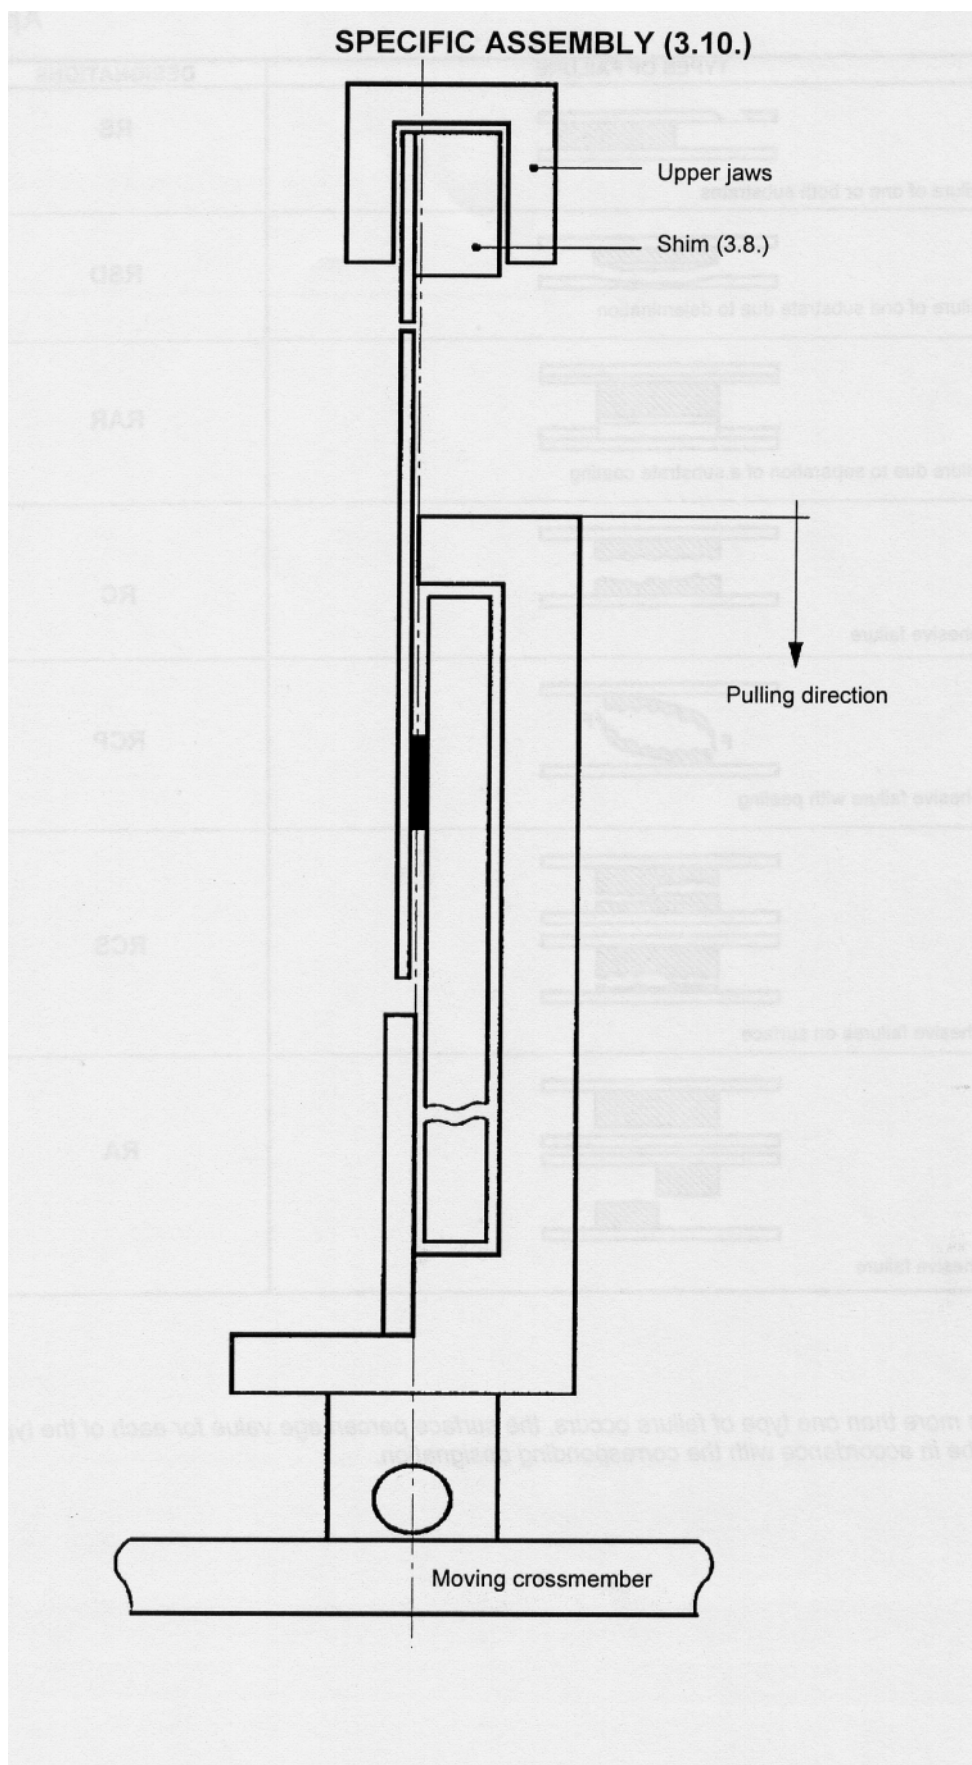 SPECIFIC ASSEMBLY (3.10.)
Upper jaws
Shim (3.8.)
Pulling direction
Moving crossmember